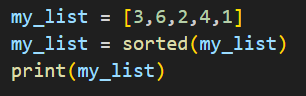 my_list = [3,6,2,4,1]
my_list = sorted(my_list)
print(my_list)